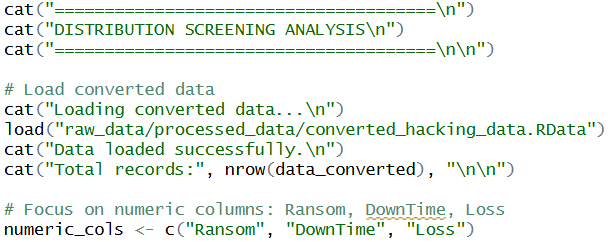 cat("======================================\n")
cat("DISTRIBUTION SCREENING ANALYSIS\n")
cat("======================================\n\n")
# Load converted data
cat("Loading converted data...\n")
load("raw_data/processed_data/converted_hacking_data.RData")
cat("Data loaded successfully.\n")
cat("Total records:", nrow(data_converted), "\n\n")
# Focus on numeric columns: Ransom, DownTime, Loss
numeric_cols <- c("Ransom", "DownTime", "Loss")